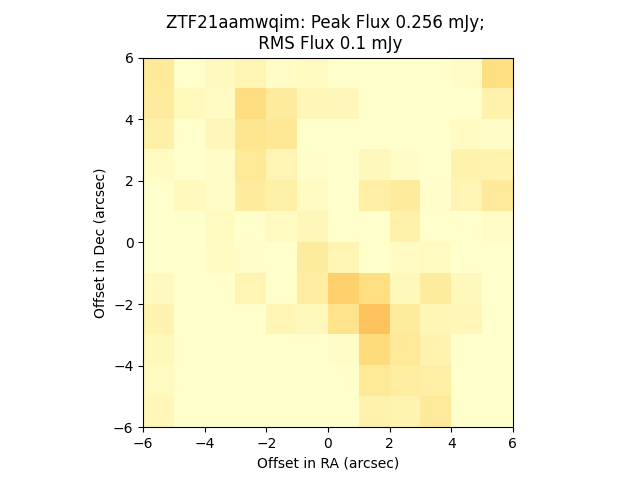 ZTF21aamwqim: Peak Flux 0.256 mJy;
RMS Flux 0.1 mJy
6
4
2
0
−2
−4
−6
Offset in Dec (arcsec)
−6 −4 −2 0 2 4 6
Offset in RA (arcsec)